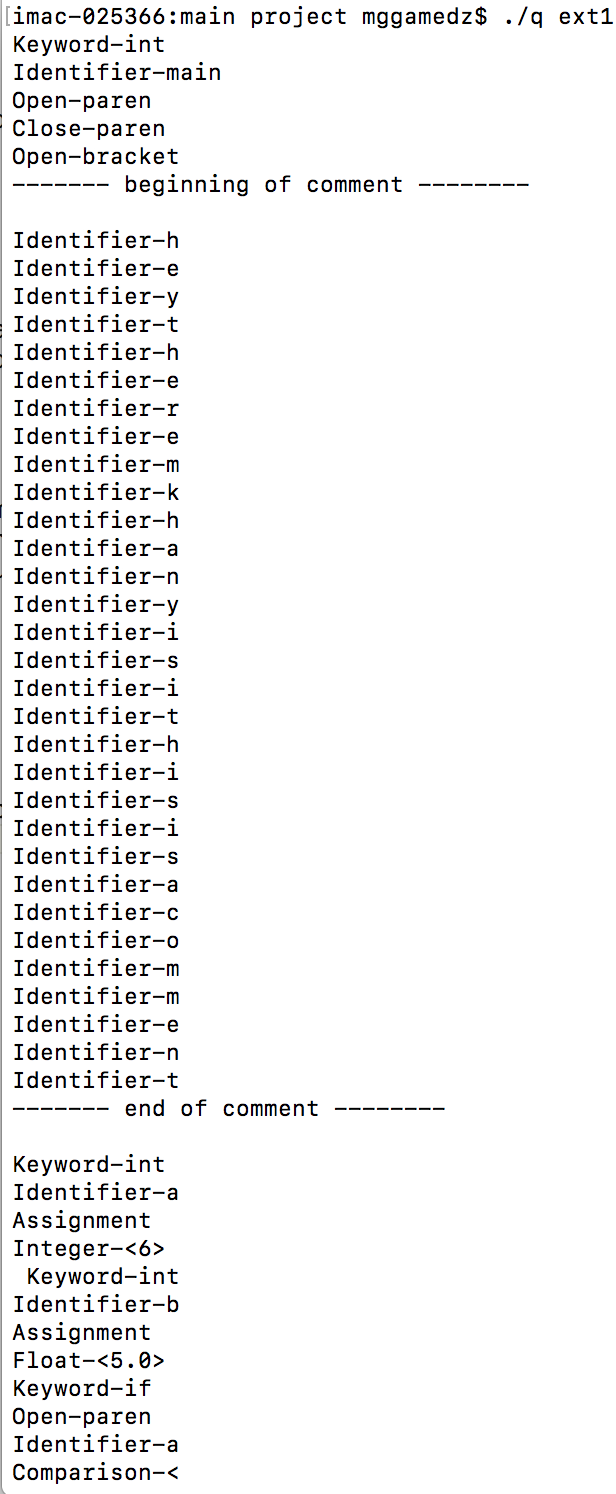 [imac-025366:main project mggamedz$ ./q ext1
Keyword-int
Identifier-main
Open-paren
Close-paren
Open-bracket
------- beginning of comment --------
Identifier-h
Identifier-e
Identifier-y
Identifier-t
Identifier-h
Identifier-e
Identifier-r
Identifier-e
Identifier-m
Identifier-k
Identifier-h
Identifier-a
Identifier-n
Identifier-y
Identifier-i
Identifier-s
Identifier-i
Identifier-t
Identifier-h
Identifier-i
Identifier-s
Identifier-i
Identifier-s
Identifier-a
Identifier-c
Identifier-o
Identifier-m
Identifier-m
Identifier-e
Identifier-n
Identifier-t
------- end of comment --------
Keyword-int
Identifier-a
Assignment
Integer-<6>
 Keyword-int
Identifier-b
Assignment
Float-<5.0>
Keyword-if
Open-paren
Identifier-a
Comparison-<